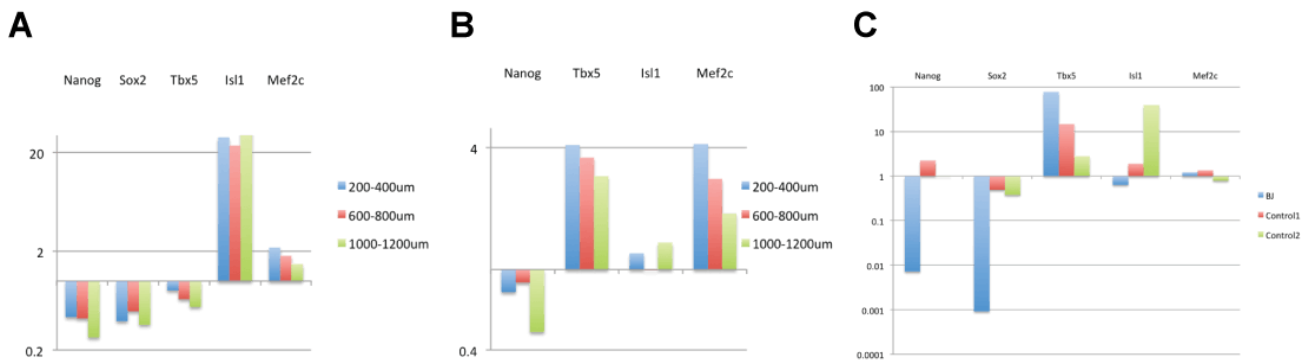 A
Nanog Sox2 Tbx5 Isl1 Mef2c
20
2
0.2
200-400um
600-800um
1000-1200um
B
Nanog Tbx5 Isl1 Mef2c
4
0.4
200-400um
600-800um
1000-1200um
C
Nanog Sox2 Tbx5 Isl1 Mef2c
100
10
1
0.1
0.01
0.001
0.0001
BJ
Control1
Control2